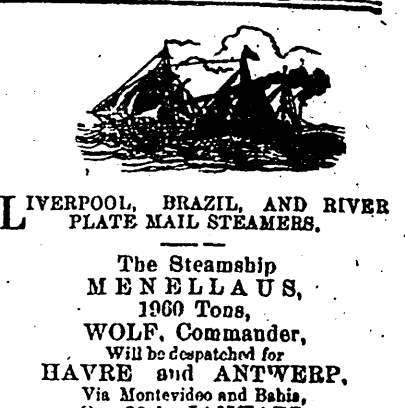 LIVERPOOL, BRAZIL, AND RIVER
PLATE MAIL STEAMERS.
The Steamship
MENELLAUS,
1960 Tons,
WOLF, Commander,
Will be despatched for
HAVRE and ANTWERP,
Via Montevideo and Bahia,